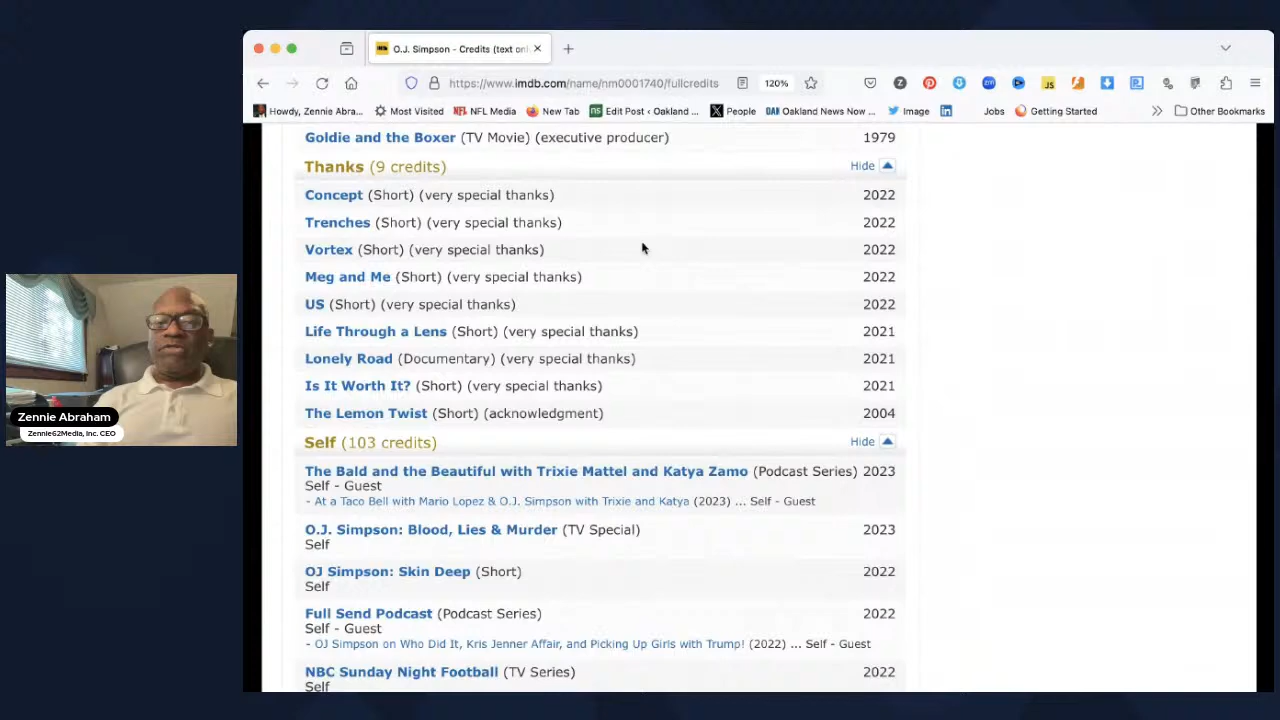 O.J. Simpson - Credits (text onl
https://www.imdb.com/name/nm0001740/fullcredits
120%
Howdy, Zennie Abra...
Most Visited
NFL Media
New Tab
Edit Post ‹ Oakland ...
People
Oakland News Now ...
Image
Jobs
Getting Started
Other Bookmarks
Goldie and the Boxer (TV Movie) (executive producer) 1979
Thanks (9 credits) Hide
Concept (Short) (very special thanks) 2022
Trenches (Short) (very special thanks) 2022
Vortex (Short) (very special thanks) 2022
Meg and Me (Short) (very special thanks) 2022
US (Short) (very special thanks) 2022
Life Through a Lens (Short) (very special thanks) 2021
Lonely Road (Documentary) (very special thanks) 2021
Is It Worth It? (Short) (very special thanks) 2021
The Lemon Twist (Short) (acknowledgment) 2004
Self (103 credits) Hide
The Bald and the Beautiful with Trixie Mattel and Katya Zamo (Podcast Series) 2023
Self - Guest
- At a Taco Bell with Mario Lopez & O.J. Simpson with Trixie and Katya (2023) ... Self - Guest
O.J. Simpson: Blood, Lies & Murder (TV Special) 2023
Self
OJ Simpson: Skin Deep (Short) 2022
Self
Full Send Podcast (Podcast Series) 2022
Self - Guest
- OJ Simpson on Who Did It, Kris Jenner Affair, and Picking Up Girls with Trump! (2022) ... Self - Guest
NBC Sunday Night Football (TV Series) 2022
Self
Zennie Abraham
Zennie62Media, Inc. CEO